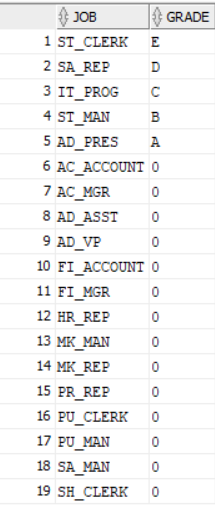 JOB GRADE
1 ST_CLERK E
2 SA_REP D
3 IT_PROG C
4 ST_MAN B
5 AD_PRES A
6 AC_ACCOUNT 0
7 AC_MGR 0
8 AD_ASST 0
9 AD_VP 0
10 FI_ACCOUNT 0
11 FI_MGR 0
12 HR_REP 0
13 MK_MAN 0
14 MK_REP 0
15 PR_REP 0
16 PU_CLERK 0
17 PU_MAN 0
18 SA_MAN 0
19 SH_CLERK 0